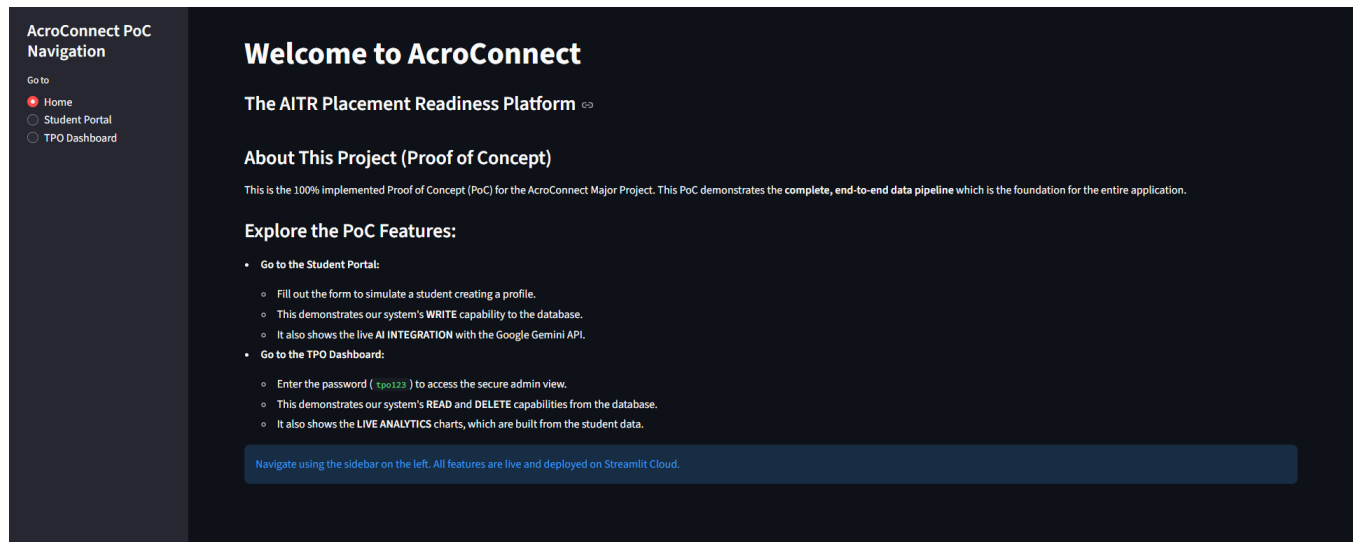 AcroConnect PoC
Navigation
Go to
Home
Student Portal
TPO Dashboard
Welcome to AcroConnect
The AITR Placement Readiness Platform
About This Project (Proof of Concept)
This is the 100% implemented Proof of Concept (PoC) for the AcroConnect Major Project. This PoC demonstrates the complete, end-to-end data pipeline which is the foundation for the entire application.
Explore the PoC Features:
• Go to the Student Portal:
◦ Fill out the form to simulate a student creating a profile.
◦ This demonstrates our system's WRITE capability to the database.
◦ It also shows the live AI INTEGRATION with the Google Gemini API.
• Go to the TPO Dashboard:
◦ Enter the password ( tpo123 ) to access the secure admin view.
◦ This demonstrates our system's READ and DELETE capabilities from the database.
◦ It also shows the LIVE ANALYTICS charts, which are built from the student data.
Navigate using the sidebar on the left. All features are live and deployed on Streamlit Cloud.